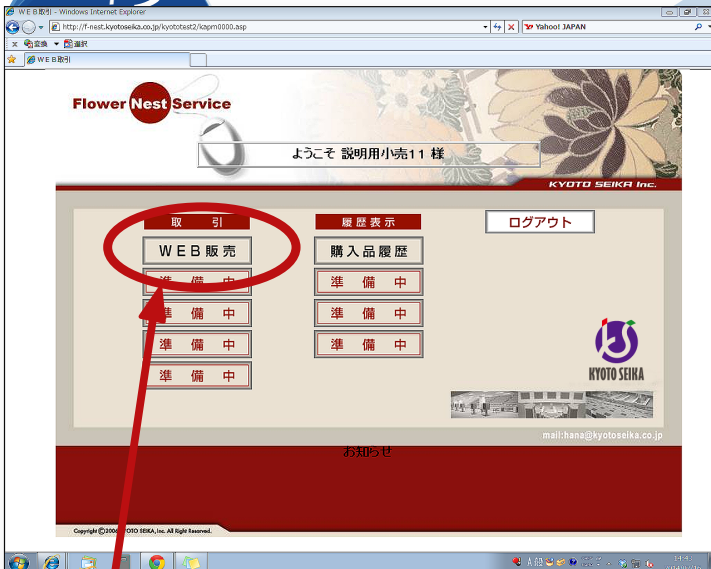 WEB取引 - Windows Internet Explorer
http://f-nest.kyotoseika.co.jp/kyototest2/kapm0000.asp
Yahoo! JAPAN
x 変換 選択
WEB取引
Flower Nest Service
ようこそ 説明用小売11 様
KYOTO SEIKA Inc.
取 引
履歴表示
ログアウト
WEB販売
購入品履歴
準 備 中
準 備 中
準 備 中
準 備 中
準 備 中
準 備 中
準 備 中
KYOTO SEIKA
mail:hana@kyotoseika.co.jp
お知らせ
SEIKA, Inc. All Right Reserved.
A 般